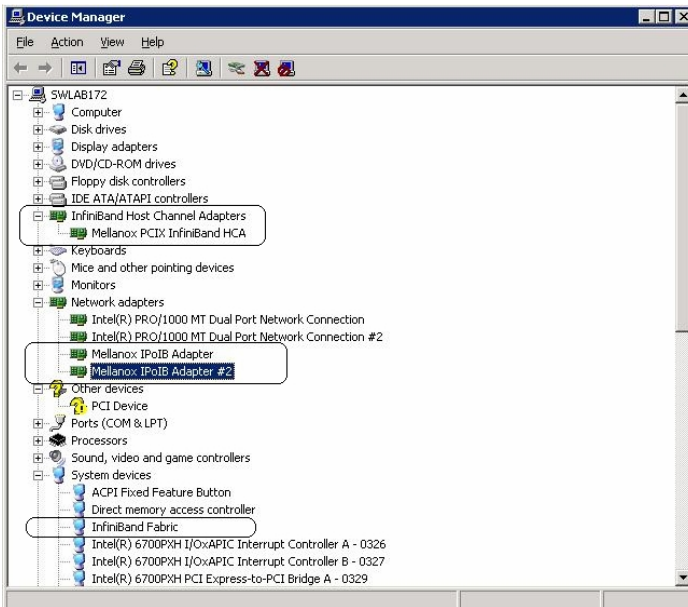 Device Manager
File Action View Help
SWLAB172
Computer
Disk drives
Display adapters
DVD/CD-ROM drives
Floppy disk controllers
IDE ATA/ATAPI controllers
InfiniBand Host Channel Adapters
Mellanox PCIX InfiniBand HCA
Keyboards
Mice and other pointing devices
Monitors
Network adapters
Intel(R) PRO/1000 MT Dual Port Network Connection
Intel(R) PRO/1000 MT Dual Port Network Connection #2
Mellanox IPoIB Adapter
Mellanox IPoIB Adapter #2
Other devices
PCI Device
Ports (COM & LPT)
Processors
Sound, video and game controllers
System devices
ACPI Fixed Feature Button
Direct memory access controller
InfiniBand Fabric
Intel(R) 6700PXH I/OxAPIC Interrupt Controller A - 0326
Intel(R) 6700PXH I/OxAPIC Interrupt Controller B - 0327
Intel(R) 6700PXH PCI Express-to-PCI Bridge A - 0329